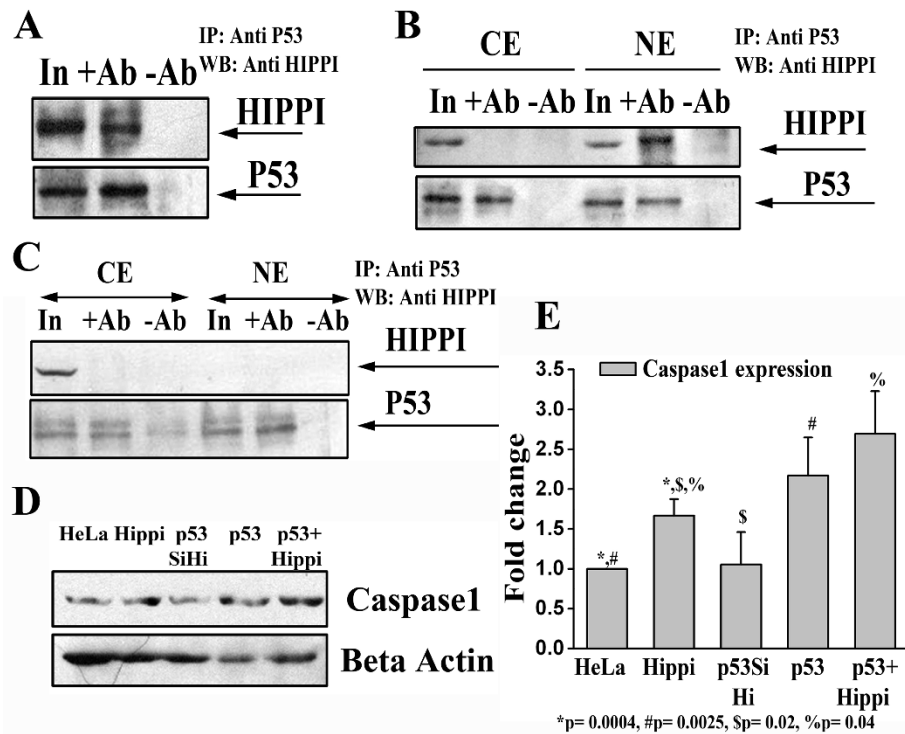 A
IP: Anti P53
WB: Anti HIPPI
In +Ab -Ab
HIPPI
P53
B
CE NE
IP: Anti P53
WB: Anti HIPPI
In +Ab -Ab In +Ab -Ab
HIPPI
P53
C
CE NE
IP: Anti P53
WB: Anti HIPPI
In +Ab -Ab In +Ab -Ab
HIPPI
P53
D
HeLa Hippi p53 SiHi p53 p53+ Hippi
Caspase1
Beta Actin
E
Caspase1 expression
Fold change
3.5
3.0
2.5
2.0
1.5
1.0
0.5
0.0
*,#
*,$,%
$
#
%
HeLa Hippi p53Si Hi p53 p53+ Hippi
*p= 0.0004, #p= 0.0025, $p= 0.02, %p= 0.04